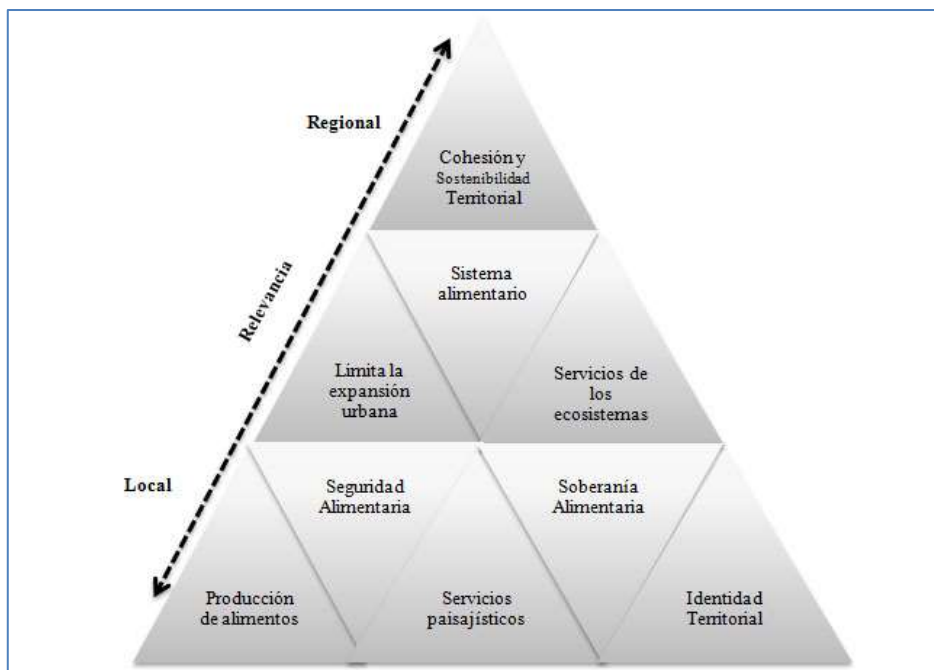 Regional
Cohesión y
Sostenibilidad
Territorial
Relevancia
Sistema
alimentario
Limita la
expansión
urbana
Servicios de
los
ecosistemas
Local
Seguridad
Alimentaria
Soberanía
Alimentaria
Producción
de alimentos
Servicios
paisajísticos
Identidad
Territorial